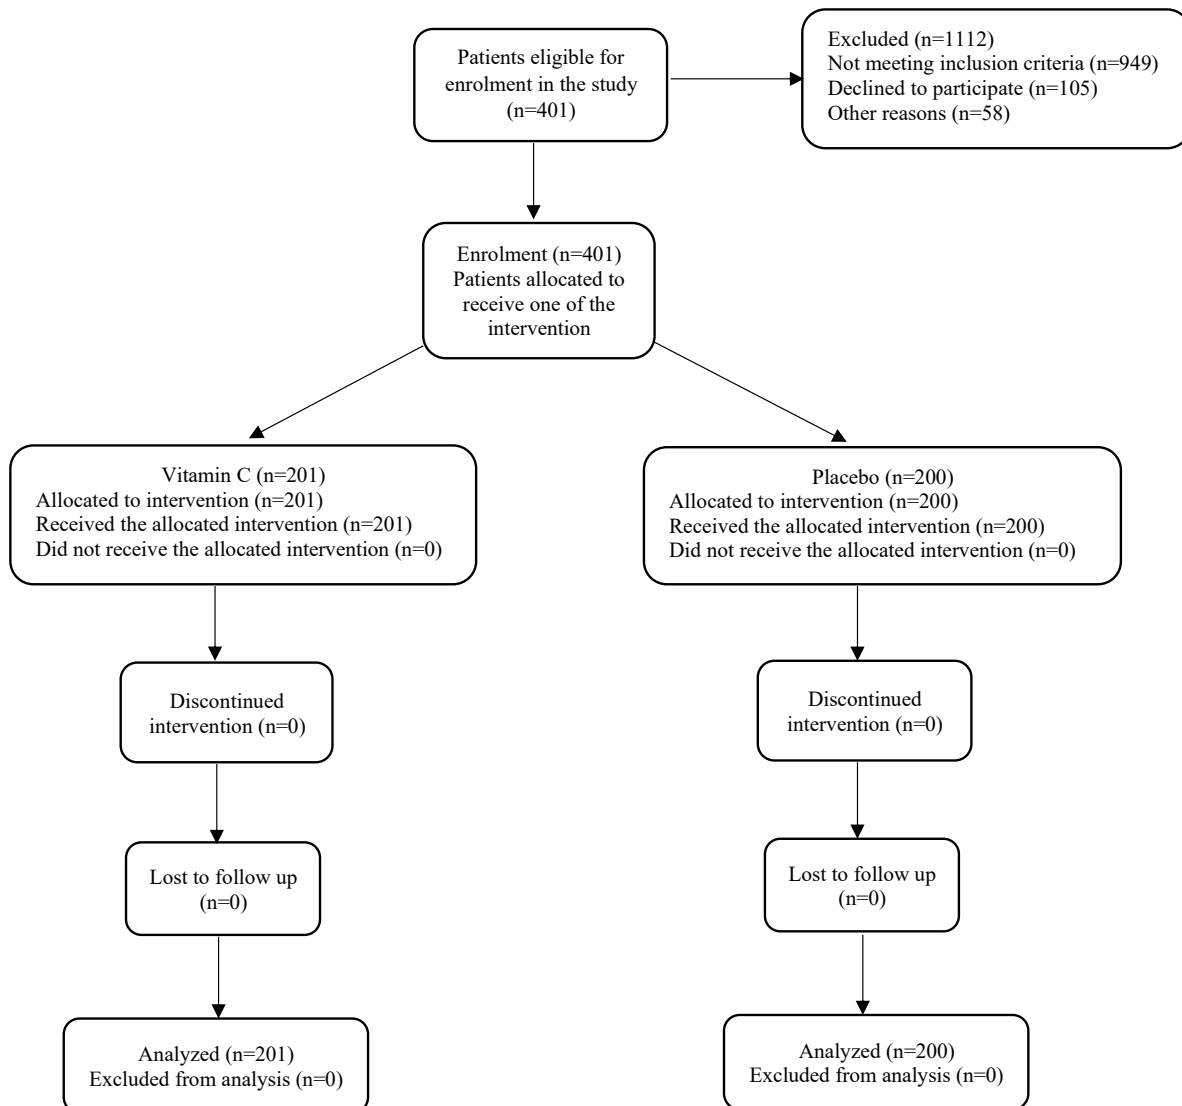 Patients eligible for
enrolment in the study
(n=401)
Excluded (n=1112)
Not meeting inclusion criteria (n=949)
Declined to participate (n=105)
Other reasons (n=58)
Enrolment (n=401)
Patients allocated to
receive one of the
intervention
Vitamin C (n=201)
Allocated to intervention (n=201)
Received the allocated intervention (n=201)
Did not receive the allocated intervention (n=0)
Placebo (n=200)
Allocated to intervention (n=200)
Received the allocated intervention (n=200)
Did not receive the allocated intervention (n=0)
Discontinued
intervention (n=0)
Discontinued
intervention (n=0)
Lost to follow up
(n=0)
Lost to follow up
(n=0)
Analyzed (n=201)
Excluded from analysis (n=0)
Analyzed (n=200)
Excluded from analysis (n=0)